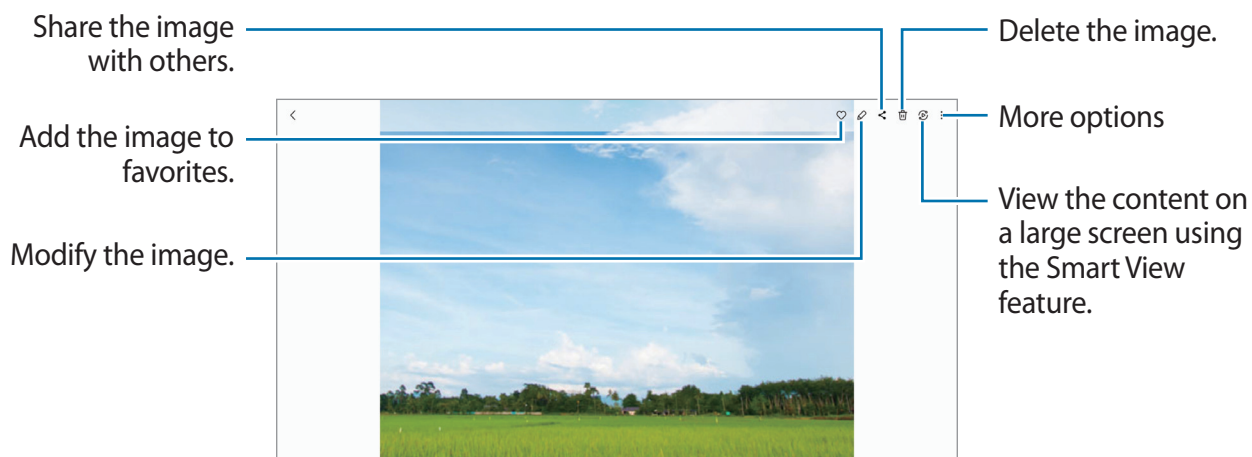 Share the image
with others.
Add the image to
favorites.
Modify the image.
Delete the image.
More options
View the content on
a large screen using
the Smart View
feature.